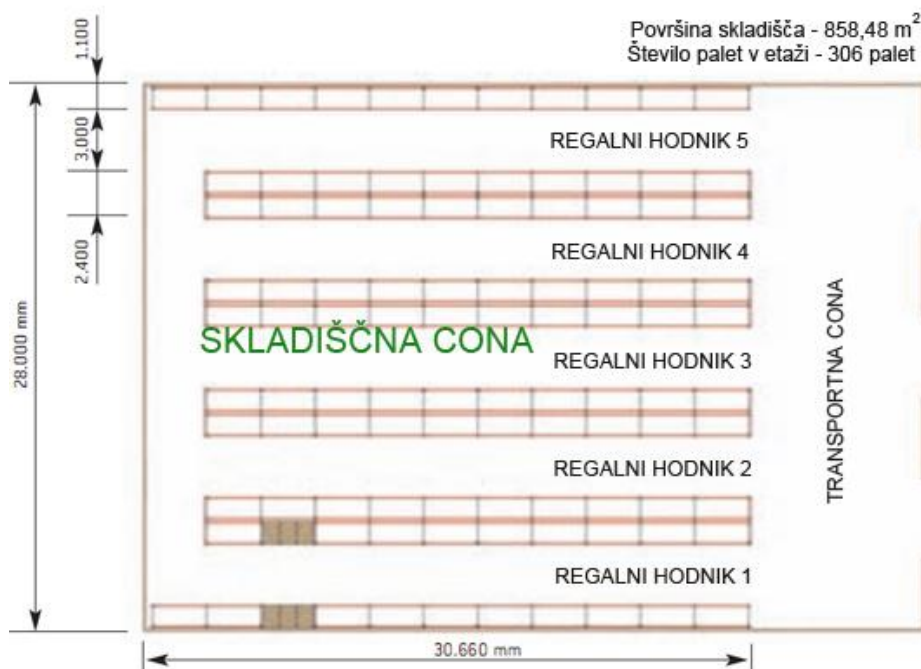 Površina skladišča - 858,48 m²
Število palet v etaži - 306 palet
1.100
3.000
2.400
28.000 mm
REGALNI HODNIK 5
REGALNI HODNIK 4
SKLADIŠČNA CONA
REGALNI HODNIK 3
REGALNI HODNIK 2
REGALNI HODNIK 1
TRANSPORTNA CONA
30.660 mm